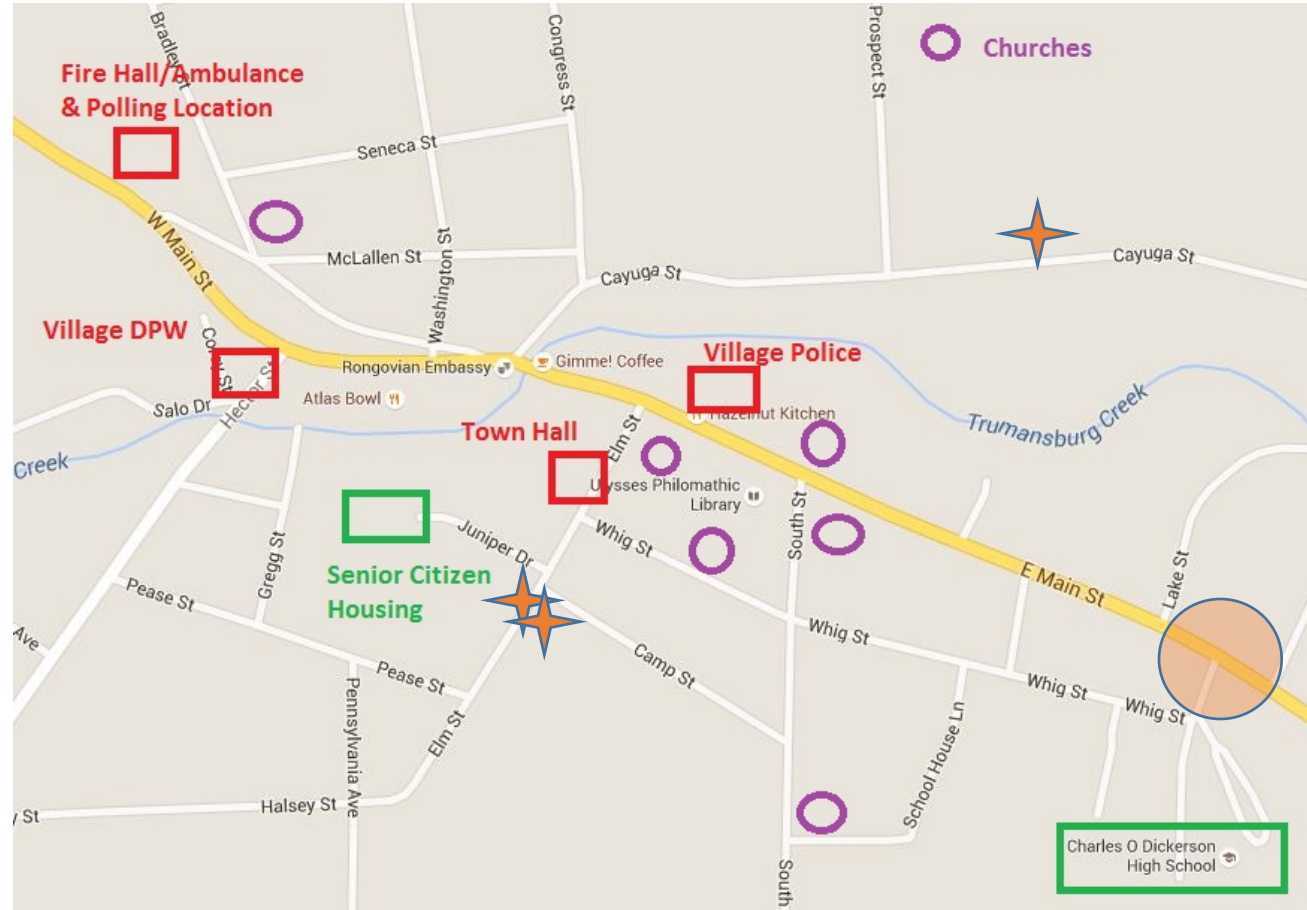 Bradley St
Congress St
Prospect St
Churches
Fire Hall/Ambulance
& Polling Location
Seneca St
W Main St
McLallen St
Washington St
Cayuga St
Cayuga St
Village DPW
Corey St
Hector St
Salo Dr
Rongovian Embassy
Gimme! Coffee
Village Police
Atlas Bowl
Hazelnut Kitchen
Trumansburg Creek
Creek
Town Hall
Elm St
Ulysses Philomathic
Library
South St
Whig St
Juniper Dr
Gregg St
Senior Citizen
Housing
E Main St
Lake St
Pease St
Ave
Whig St
Camp St
Pease St
Whig St
Whig St
Pennsylvania Ave
Elm St
School House Ln
Halsey St
St
Charles O Dickerson
High School
South